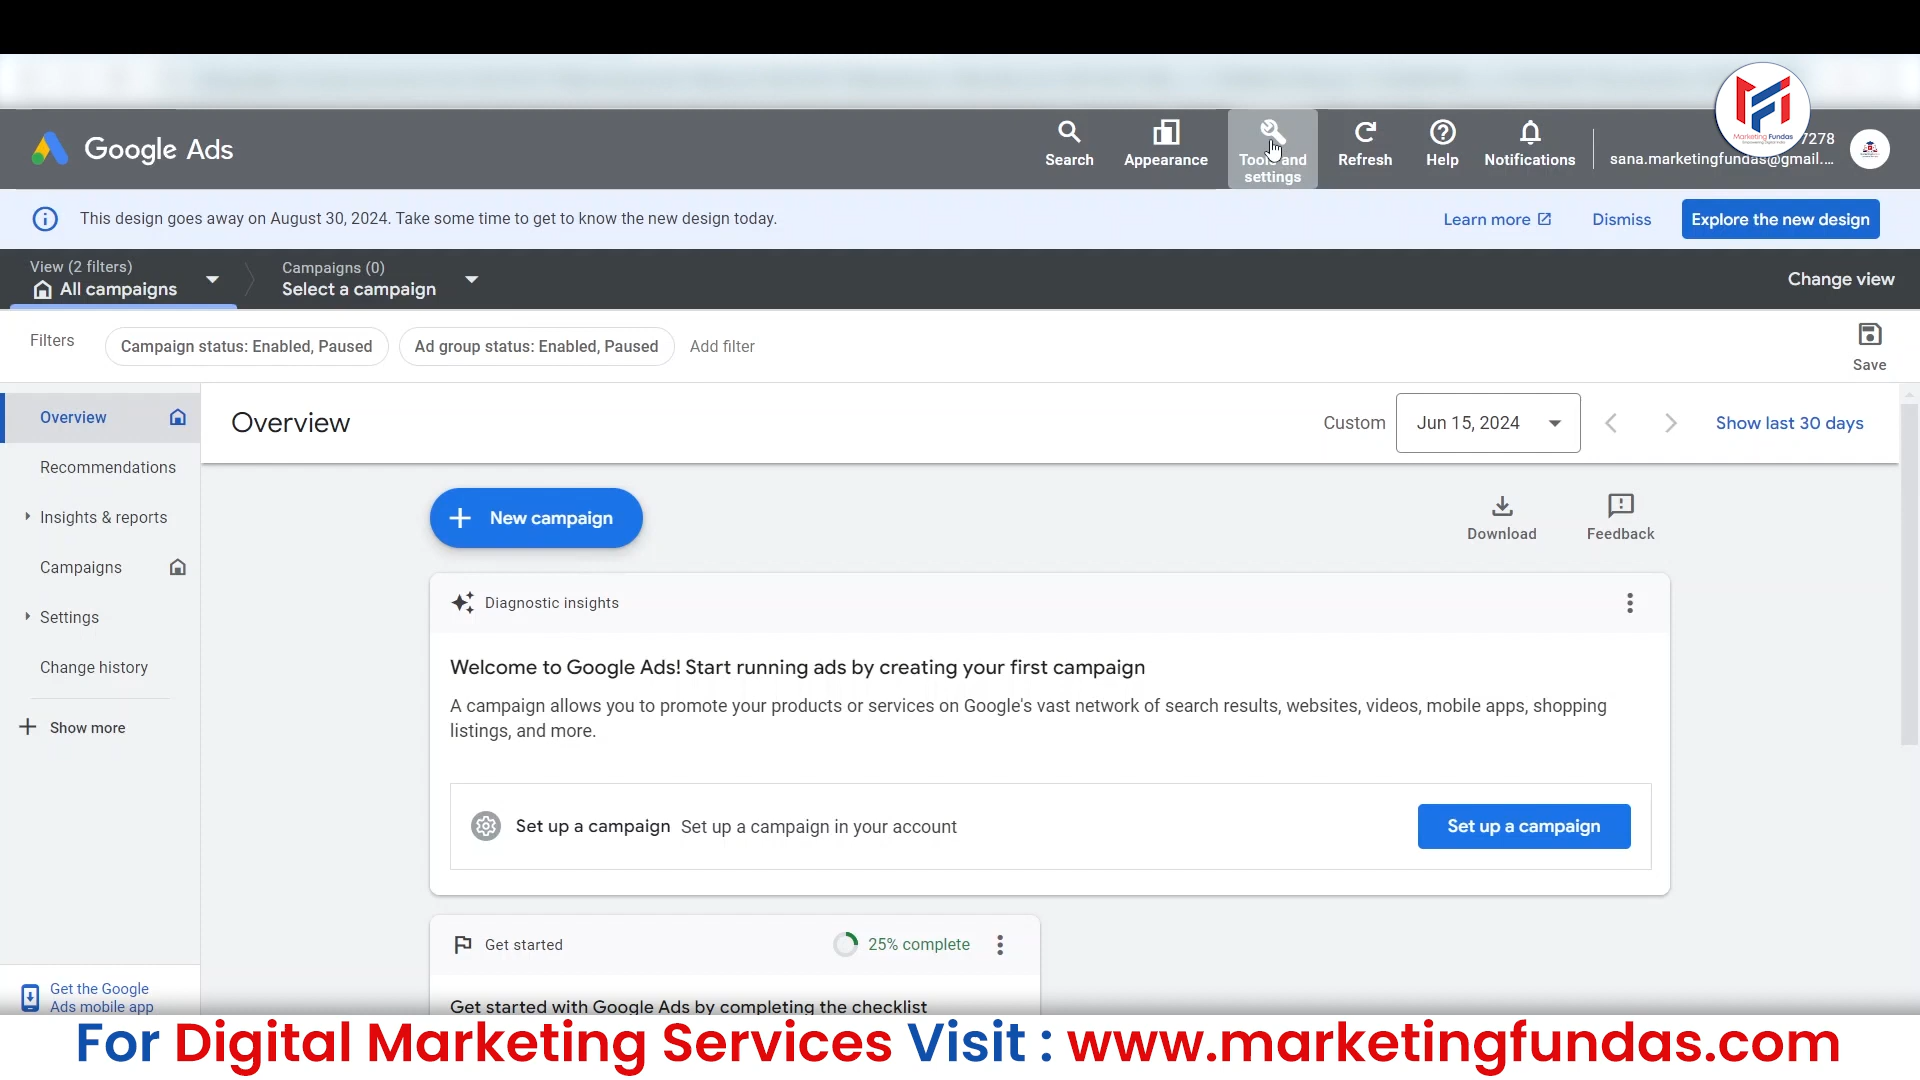 Google Ads
Search
Appearance
Tools and
settings
Refresh
Help
Notifications
Marketing Fundas
7278
sana.marketingfundas@gmail....
This design goes away on August 30, 2024. Take some time to get to know the new design today.
Learn more
Dismiss
Explore the new design
View (2 filters)
All campaigns
Campaigns (0)
Select a campaign
Change view
Filters
Campaign status: Enabled, Paused
Ad group status: Enabled, Paused
Add filter
Save
Overview
Recommendations
Insights & reports
Campaigns
Settings
Change history
Show more
Get the Google
Ads mobile app
Overview
Custom
Jun 15, 2024
Show last 30 days
New campaign
Download
Feedback
Diagnostic insights
Welcome to Google Ads! Start running ads by creating your first campaign
A campaign allows you to promote your products or services on Google's vast network of search results, websites, videos, mobile apps, shopping
listings, and more.
Set up a campaign Set up a campaign in your account
Set up a campaign
Get started
25% complete
Get started with Google Ads by completing the checklist
For Digital Marketing Services Visit : www.marketingfundas.com